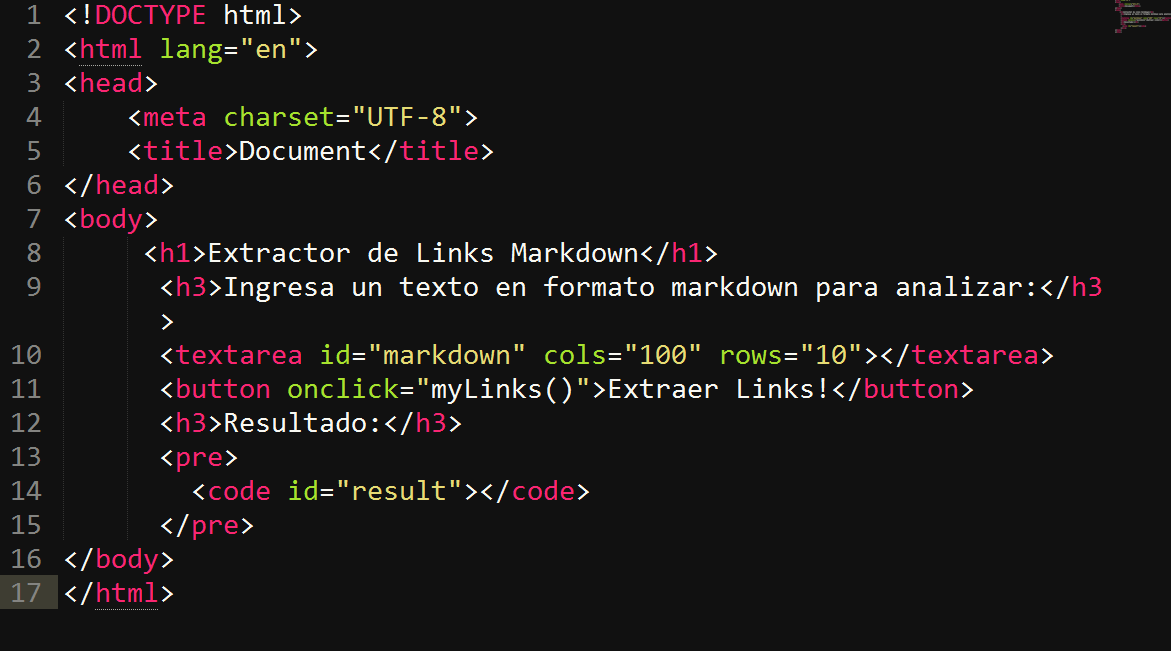 1 <!DOCTYPE html>
2 <html lang="en">
3 <head>
4     <meta charset="UTF-8">
5     <title>Document</title>
6 </head>
7 <body>
8      <h1>Extractor de Links Markdown</h1>
9       <h3>Ingresa un texto en formato markdown para analizar:</h3
>
10       <textarea id="markdown" cols="100" rows="10"></textarea>
11       <button onclick="myLinks()">Extraer Links!</button>
12       <h3>Resultado:</h3>
13       <pre>
14         <code id="result"></code>
15       </pre>
16 </body>
17 </html>